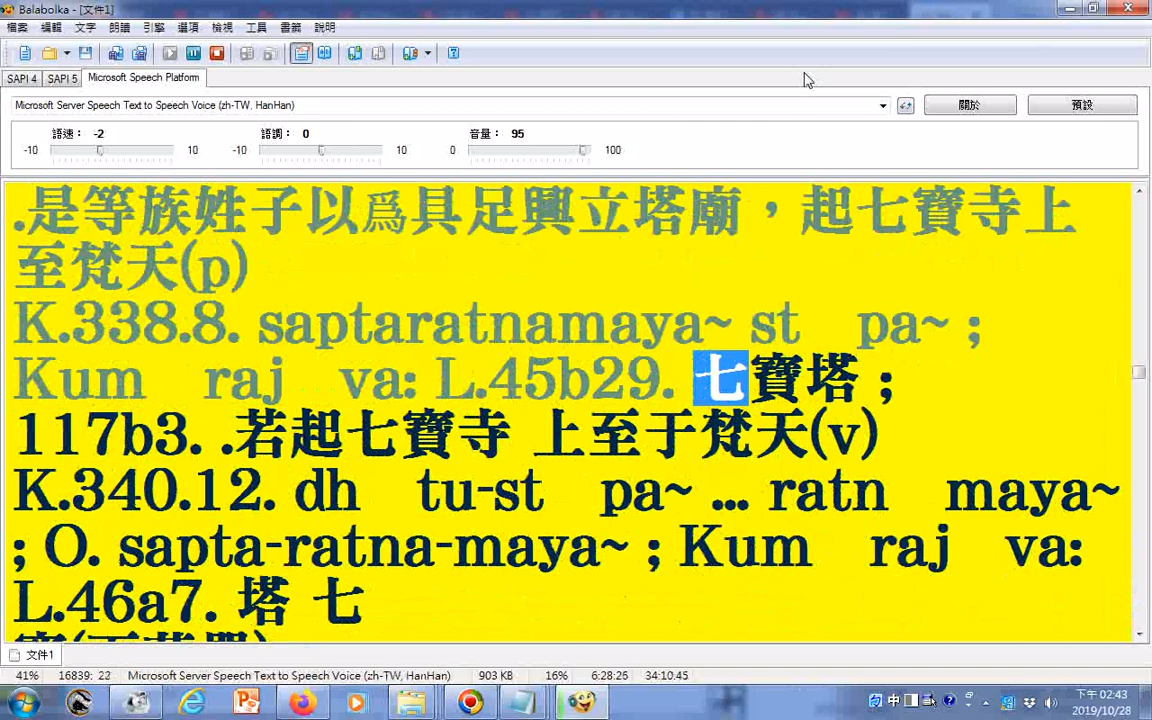 Balabolka - [文件1]
檔案 編輯 文字 朗讀 引擎 選項 檢視 工具 書籤 說明
SAPI 4 SAPI 5 Microsoft Speech Platform
Microsoft Server Speech Text to Speech Voice (zh-TW, HanHan) 關於 預設
語速： -2 語調： 0 音量： 95
-10 10 -10 10 0 100
.是等族姓子以爲具足興立塔廟，起七寶寺上
至梵天(p)
K.338.8. saptaratnamaya~ st pa~ ;
Kum raj va: L.45b29. 七寶塔 ;
117b3. .若起七寶寺 上至于梵天(v)
K.340.12. dh tu-st pa~ ... ratn maya~
; O. sapta-ratna-maya~ ; Kum raj va:
L.46a7. 塔 七
文件1
41% 16839: 22 Microsoft Server Speech Text to Speech Voice (zh-TW, HanHan) 903 KB 16% 6:28:25 34:10:45
中 下午 02:43
2019/10/28